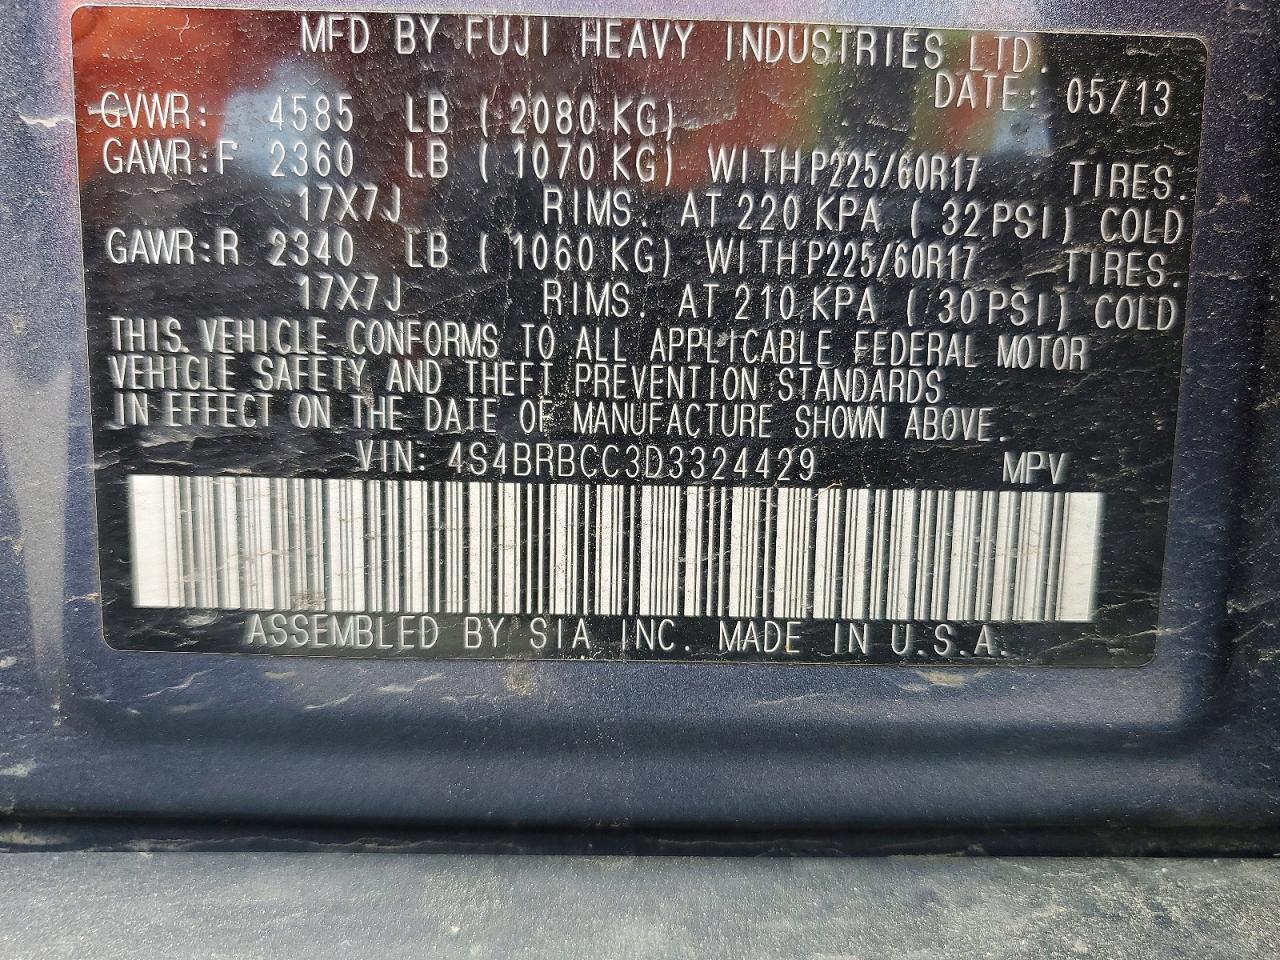 MFD BY FUJI HEAVY INDUSTRIES LTD.
DATE: 05/13
GVWR: 4585 LB (2080 KG)
GAWR:F 2360 LB (1070 KG) WITH P225/60R17 TIRES.
17X7J RIMS. AT 220 KPA (32 PSI) COLD
GAWR:R 2340 LB (1060 KG) WITH P225/60R17 TIRES.
17X7J RIMS. AT 210 KPA (30 PSI) COLD
THIS VEHICLE CONFORMS TO ALL APPLICABLE FEDERAL MOTOR
VEHICLE SAFETY AND THEFT PREVENTION STANDARDS
IN EFFECT ON THE DATE OF MANUFACTURE SHOWN ABOVE.
VIN: 4S4BRBCC3D3324429 MPV
ASSEMBLED BY SIA INC. MADE IN U.S.A.